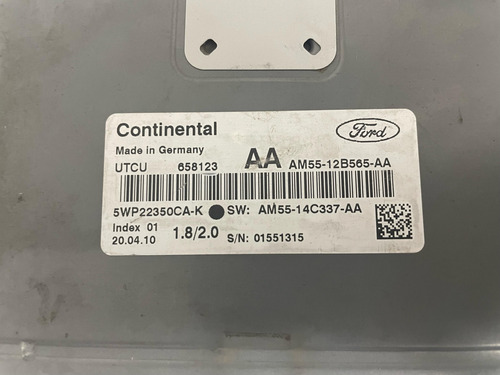 Continental
Ford
Made in Germany
UTCU 658123 AA AM55-12B565-AA
5WP22350CA-K SW: AM55-14C337-AA
Index 01
20.04.10 1.8/2.0 S/N: 01551315